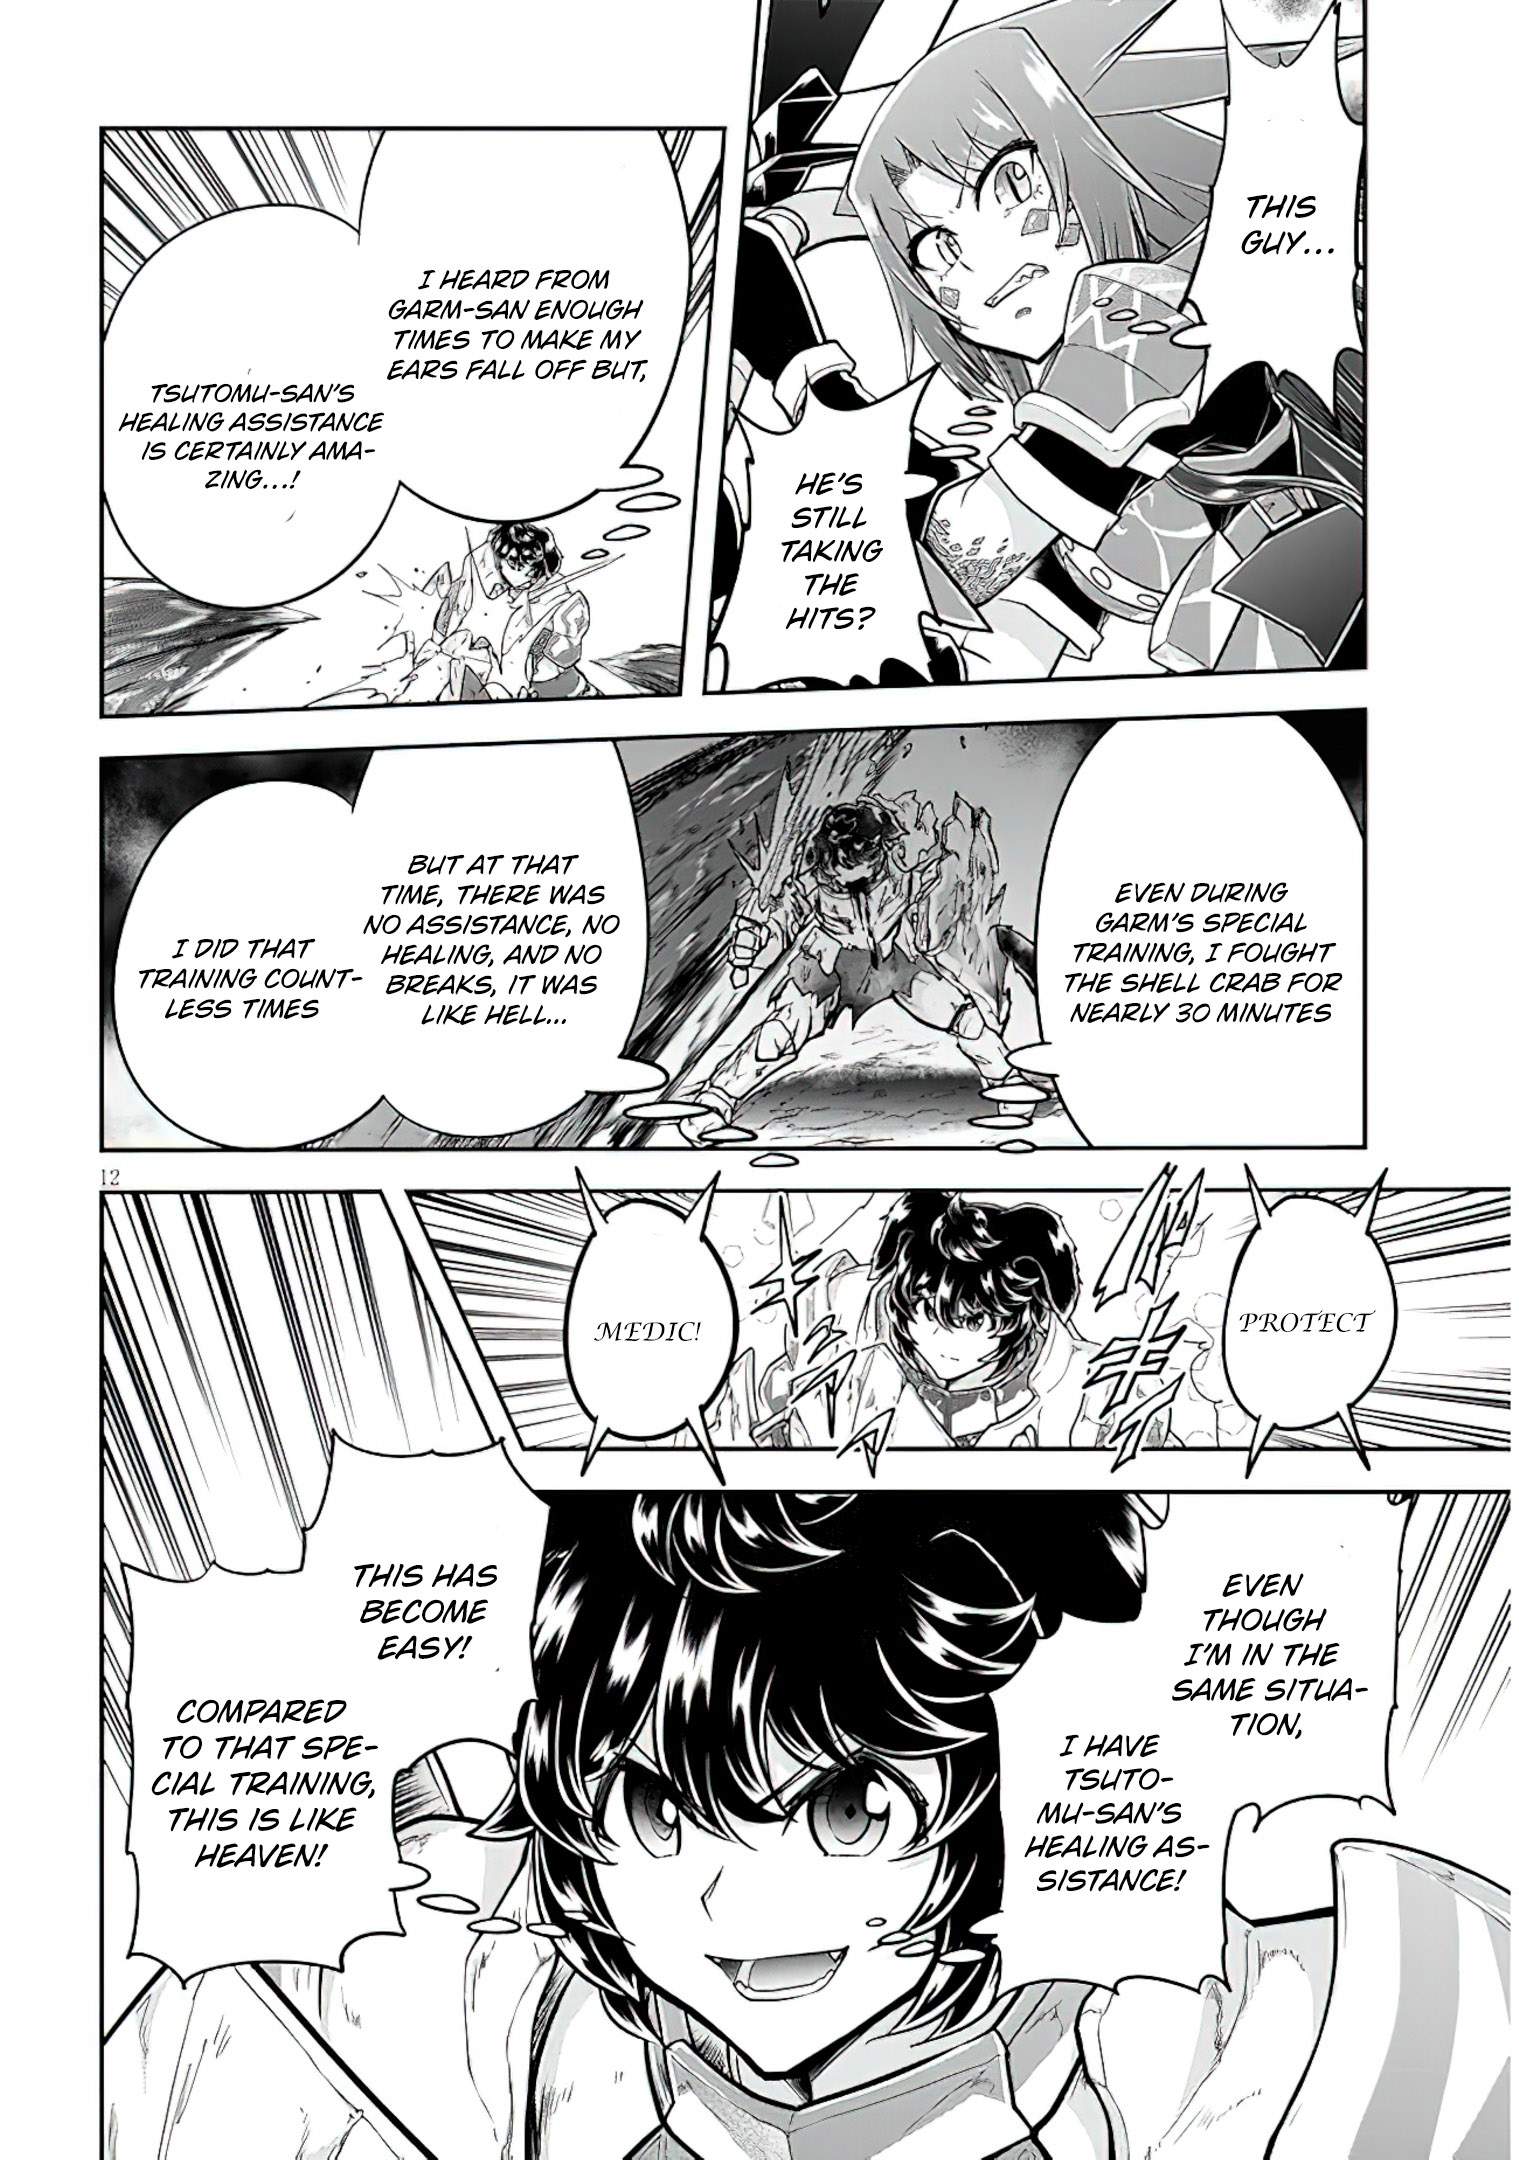 THIS
GUY...
HE'S
STILL
TAKING
THE
HITS?
I HEARD FROM
GARM-SAN ENOUGH
TIMES TO MAKE MY
EARS FALL OFF BUT,
TSUTOMU-SAN'S
HEALING ASSISTANCE
IS CERTAINLY AMA-
ZING...!
EVEN DURING
GARM'S SPECIAL
TRAINING, I FOUGHT
THE SHELL CRAB FOR
NEARLY 30 MINUTES
BUT AT THAT
TIME, THERE WAS
NO ASSISTANCE, NO
HEALING, AND NO
BREAKS, IT WAS
LIKE HELL...
I DID THAT
TRAINING COUNT-
LESS TIMES
12
PROTECT
ガキキン
MEDIC!
EVEN
THOUGH
I'M IN THE
SAME SITUA-
TION,
I HAVE
TSUTO-
MU-SAN'S
HEALING AS-
SISTANCE!
THIS HAS
BECOME
EASY!
COMPARED
TO THAT SPE-
CIAL TRAINING,
THIS IS LIKE
HEAVEN!